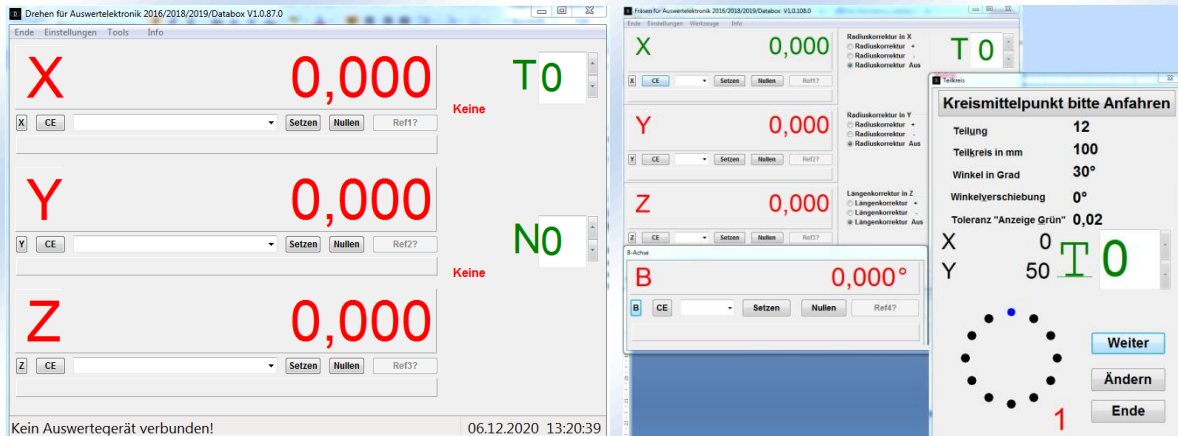 Drehen für Auswertelektronik 2016/2018/2019/Databox V1.0.87.0
Ende Einstellungen Tools Info
X 0,000 T0
Keine
X CE Setzen Nullen Ref1?
Y 0,000 N0
Y CE Setzen Nullen Ref2?
Keine
Z 0,000
Z CE Setzen Nullen Ref3?
Kein Auswertegerät verbunden! 06.12.2020 13:20:39
Fräsen für Auswertelektronik 2016/2018/2019/Databox V1.0.108.0
Ende Einstellungen Werkzeuge Info
X 0,000 T 0
Radiuskorrektur in X
Radiuskorrektur +
Radiuskorrektur -
Radiuskorrektur Aus
X CE Setzen Nullen Ref1?
Y 0,000
Radiuskorrektur in Y
Radiuskorrektur +
Radiuskorrektur -
Radiuskorrektur Aus
Y CE Setzen Nullen Ref2?
Z 0,000
Längenkorrektur in Z
Längenkorrektur +
Längenkorrektur -
Längenkorrektur Aus
Z CE Setzen Nullen Ref3?
B-Achse
B 0,000°
B CE Setzen Nullen Ref4?
Teilkreis
Kreismittelpunkt bitte Anfahren
Teilung 12
Teilkreis in mm 100
Winkel in Grad 30°
Winkelverschiebung 0°
Toleranz "Anzeige Grün" 0,02
X 0 T 0
Y 50
Weiter
Ändern
1 Ende